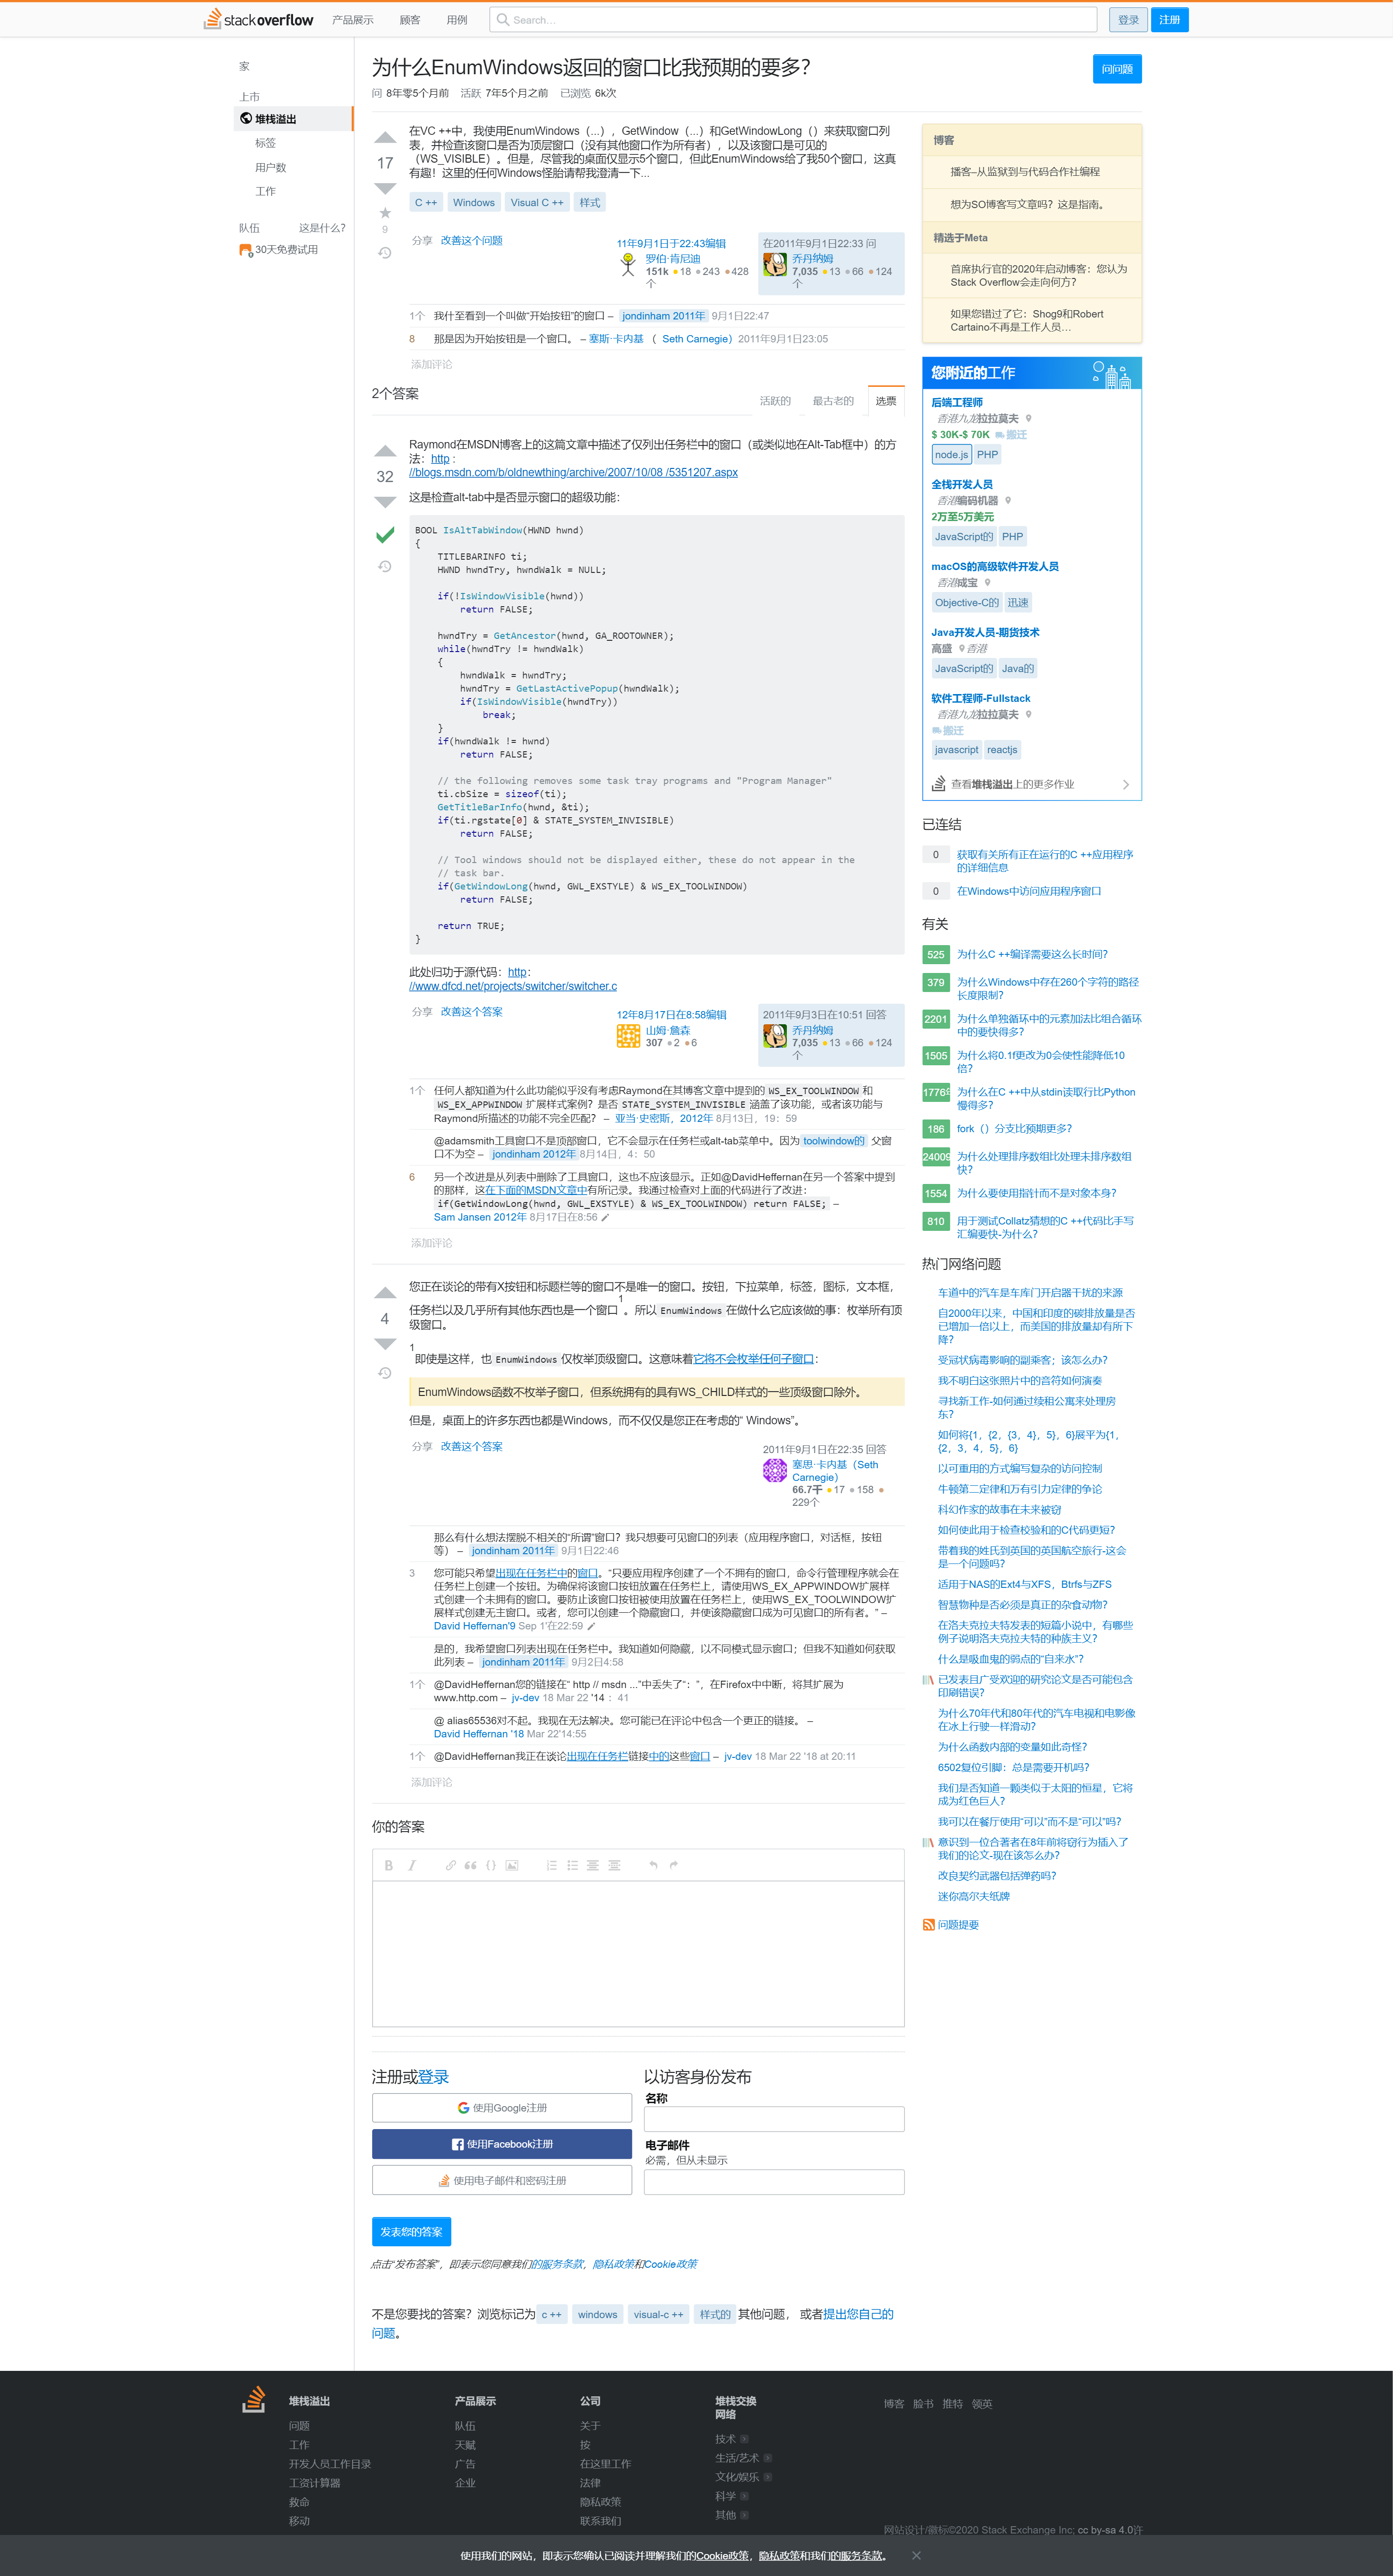 stackoverflow 产品展示 顾客 用例 Search… 登录 注册
家
上市
堆栈溢出
标签
用户数
工作
队伍 这是什么?
30天免费试用
为什么EnumWindows返回的窗口比我预期的要多?
问问题
问 8年零5个月前 活跃 7年5个月之前 已浏览 6k次
17
9
在VC ++中，我使用EnumWindows（...），GetWindow（...）和GetWindowLong（）来获取窗口列
表，并检查该窗口是否为顶层窗口（没有其他窗口作为所有者），以及该窗口是可见的
（WS_VISIBLE）。但是，尽管我的桌面仅显示5个窗口，但此EnumWindows给了我50个窗口，这真
有趣！这里的任何Windows怪胎请帮我澄清一下...
C ++ Windows Visual C ++ 样式
分享 改善这个问题
11年9月1日于22:43编辑
罗伯·肯尼迪
151k 18 243 428
个
在2011年9月1日22:33 问
乔丹纳姆
7,035 13 66 124
个
1个 我什至看到一个叫做“开始按钮”的窗口 – jondinham 2011年 9月1日22:47
8 那是因为开始按钮是一个窗口。 – 塞斯·卡内基 （ Seth Carnegie）2011年9月1日23:05
添加评论
2个答案
活跃的 最古老的 选票
32
Raymond在MSDN博客上的这篇文章中描述了仅列出任务栏中的窗口（或类似地在Alt-Tab框中）的方
法：http :
//blogs.msdn.com/b/oldnewthing/archive/2007/10/08 /5351207.aspx
这是检查alt-tab中是否显示窗口的超级功能：
BOOL IsAltTabWindow(HWND hwnd)
{
TITLEBARINFO ti;
HWND hwndTry, hwndWalk = NULL;
if(!IsWindowVisible(hwnd))
return FALSE;
hwndTry = GetAncestor(hwnd, GA_ROOTOWNER);
while(hwndTry != hwndWalk)
{
hwndWalk = hwndTry;
hwndTry = GetLastActivePopup(hwndWalk);
if(IsWindowVisible(hwndTry))
break;
}
if(hwndWalk != hwnd)
return FALSE;
// the following removes some task tray programs and "Program Manager"
ti.cbSize = sizeof(ti);
GetTitleBarInfo(hwnd, &ti);
if(ti.rgstate[0] & STATE_SYSTEM_INVISIBLE)
return FALSE;
// Tool windows should not be displayed either, these do not appear in the
// task bar.
if(GetWindowLong(hwnd, GWL_EXSTYLE) & WS_EX_TOOLWINDOW)
return FALSE;
return TRUE;
}
此处归功于源代码：http：
//www.dfcd.net/projects/switcher/switcher.c
分享 改善这个答案
12年8月17日在8:58编辑
山姆·詹森
307 2 6
2011年9月3日在10:51 回答
乔丹纳姆
7,035 13 66 124
个
1个 任何人都知道为什么此功能似乎没有考虑Raymond在其博客文章中提到的 WS_EX_TOOLWINDOW 和
WS_EX_APPWINDOW 扩展样式案例？是否 STATE_SYSTEM_INVISIBLE 涵盖了该功能，或者该功能与
Raymond所描述的功能不完全匹配？ – 亚当·史密斯，2012年 8月13日，19：59
@adamsmith工具窗口不是顶部窗口，它不会显示在任务栏或alt-tab菜单中。因为 toolwindow的 父窗
口不为空 – jondinham 2012年 8月14日，4：50
6 另一个改进是从列表中删除了工具窗口，这也不应该显示。正如@DavidHeffernan在另一个答案中提到
的那样，这在下面的MSDN文章中有所记录。我通过检查对上面的代码进行了改进：
if(GetWindowLong(hwnd, GWL_EXSTYLE) & WS_EX_TOOLWINDOW) return FALSE; –
Sam Jansen 2012年 8月17日在8:56
添加评论
4
您正在谈论的带有X按钮和标题栏等的窗口不是唯一的窗口。按钮，下拉菜单，标签，图标，文本框，
任务栏以及几乎所有其他东西也是一个窗口1。所以 EnumWindows 在做什么它应该做的事：枚举所有顶
级窗口。
1即使是这样，也 EnumWindows 仅枚举顶级窗口。这意味着它将不会枚举任何子窗口：
EnumWindows函数不枚举子窗口，但系统拥有的具有WS_CHILD样式的一些顶级窗口除外。
但是，桌面上的许多东西也都是Windows，而不仅仅是您正在考虑的“ Windows”。
分享 改善这个答案
2011年9月1日在22:35 回答
塞思·卡内基（Seth
Carnegie）
66.7千 17 158
229个
那么有什么想法摆脱不相关的“所谓”窗口？我只想要可见窗口的列表（应用程序窗口，对话框，按钮
等） – jondinham 2011年 9月1日22:46
3 您可能只希望出现在任务栏中的窗口。“只要应用程序创建了一个不拥有的窗口，命令行管理程序就会在
任务栏上创建一个按钮。为确保将该窗口按钮放置在任务栏上，请使用WS_EX_APPWINDOW扩展样
式创建一个未拥有的窗口。要防止该窗口按钮被使用放置在任务栏上，使用WS_EX_TOOLWINDOW扩
展样式创建无主窗口。或者，您可以创建一个隐藏窗口，并使该隐藏窗口成为可见窗口的所有者。” –
David Heffernan'9 Sep 1'在22:59
是的，我希望窗口列表出现在任务栏中。我知道如何隐藏，以不同模式显示窗口；但我不知道如何获取
此列表 – jondinham 2011年 9月2日4:58
1个 @DavidHeffernan您的链接在“ http // msdn ...”中丢失了“：”，在Firefox中中断，将其扩展为
www.http.com – jv-dev 18 Mar 22 '14 ：41
@ alias65536对不起。我现在无法解决。您可能已在评论中包含一个更正的链接。 –
David Heffernan '18 Mar 22'14:55
1个 @DavidHeffernan我正在谈论出现在任务栏链接中的这些窗口 – jv-dev 18 Mar 22 '18 at 20:11
添加评论
你的答案
B I
注册或登录
使用Google注册
使用Facebook注册
使用电子邮件和密码注册
以访客身份发布
名称
电子邮件
必需，但从未显示
发表您的答案
点击“发布答案”，即表示您同意我们的服务条款，隐私政策和Cookie政策
不是您要找的答案？浏览标记为 c ++ windows visual-c ++ 样式的 其他问题， 或者提出您自己的
问题。
博客
播客–从监狱到与代码合作社编程
想为SO博客写文章吗？这是指南。
精选于Meta
首席执行官的2020年启动博客：您认为
Stack Overflow会走向何方?
如果您错过了它：Shog9和Robert
Cartaino不再是工作人员…
您附近的工作
后端工程师
香港九龙拉拉莫夫
$ 30K-$ 70K 搬迁
node.js PHP
全栈开发人员
香港编码机器
2万至5万美元
JavaScript的 PHP
macOS的高级软件开发人员
香港成宝
Objective-C的 迅速
Java开发人员-期货技术
高盛 香港
JavaScript的 Java的
软件工程师-Fullstack
香港九龙拉拉莫夫
搬迁
javascript reactjs
查看堆栈溢出上的更多作业
已连结
0 获取有关所有正在运行的C ++应用程序
的详细信息
0 在Windows中访问应用程序窗口
有关
525 为什么C ++编译需要这么长时间?
379 为什么Windows中存在260个字符的路径
长度限制?
2201 为什么单独循环中的元素加法比组合循环
中的要快得多?
1505 为什么将0.1f更改为0会使性能降低10
倍?
1776 为什么在C ++中从stdin读取行比Python
慢得多?
186 fork（）分支比预期更多?
24009 为什么处理排序数组比处理未排序数组
快?
1554 为什么要使用指针而不是对象本身?
810 用于测试Collatz猜想的C ++代码比手写
汇编要快-为什么?
热门网络问题
车道中的汽车是车库门开启器干扰的来源
自2000年以来，中国和印度的碳排放量是否
已增加一倍以上，而美国的排放量却有所下
降?
受冠状病毒影响的副乘客；该怎么办?
我不明白这张照片中的音符如何演奏
寻找新工作-如何通过续租公寓来处理房
东?
如何将{1，{2，{3，4}，5}，6}展平为{1，
{2，3，4，5}，6}
以可重用的方式编写复杂的访问控制
牛顿第二定律和万有引力定律的争论
科幻作家的故事在未来被窃
如何使此用于检查校验和的C代码更短?
带着我的姓氏到英国的英国航空旅行-这会
是一个问题吗?
适用于NAS的Ext4与XFS，Btrfs与ZFS
智慧物种是否必须是真正的杂食动物?
在洛夫克拉夫特发表的短篇小说中，有哪些
例子说明洛夫克拉夫特的种族主义?
什么是吸血鬼的弱点的“自来水”?
已发表且广受欢迎的研究论文是否可能包含
印刷错误?
为什么70年代和80年代的汽车电视和电影像
在冰上行驶一样滑动?
为什么函数内部的变量如此奇怪?
6502复位引脚：总是需要开机吗?
我们是否知道一颗类似于太阳的恒星，它将
成为红色巨人?
我可以在餐厅使用“可以”而不是“可以”吗?
意识到一位合著者在8年前将窃行为插入了
我们的论文-现在该怎么办?
改良契约武器包括弹药吗?
迷你高尔夫纸牌
问题提要
堆栈溢出
问题
工作
开发人员工作目录
工资计算器
救命
移动
产品展示
队伍
天赋
广告
企业
公司
关于
按
在这里工作
法律
隐私政策
联系我们
堆栈交换
网络
技术
生活/艺术
文化/娱乐
科学
其他
博客 脸书 推特 领英
网站设计/徽标©2020 Stack Exchange Inc; cc by-sa 4.0许
使用我们的网站，即表示您确认已阅读并理解我们的Cookie政策，隐私政策和我们的服务条款。